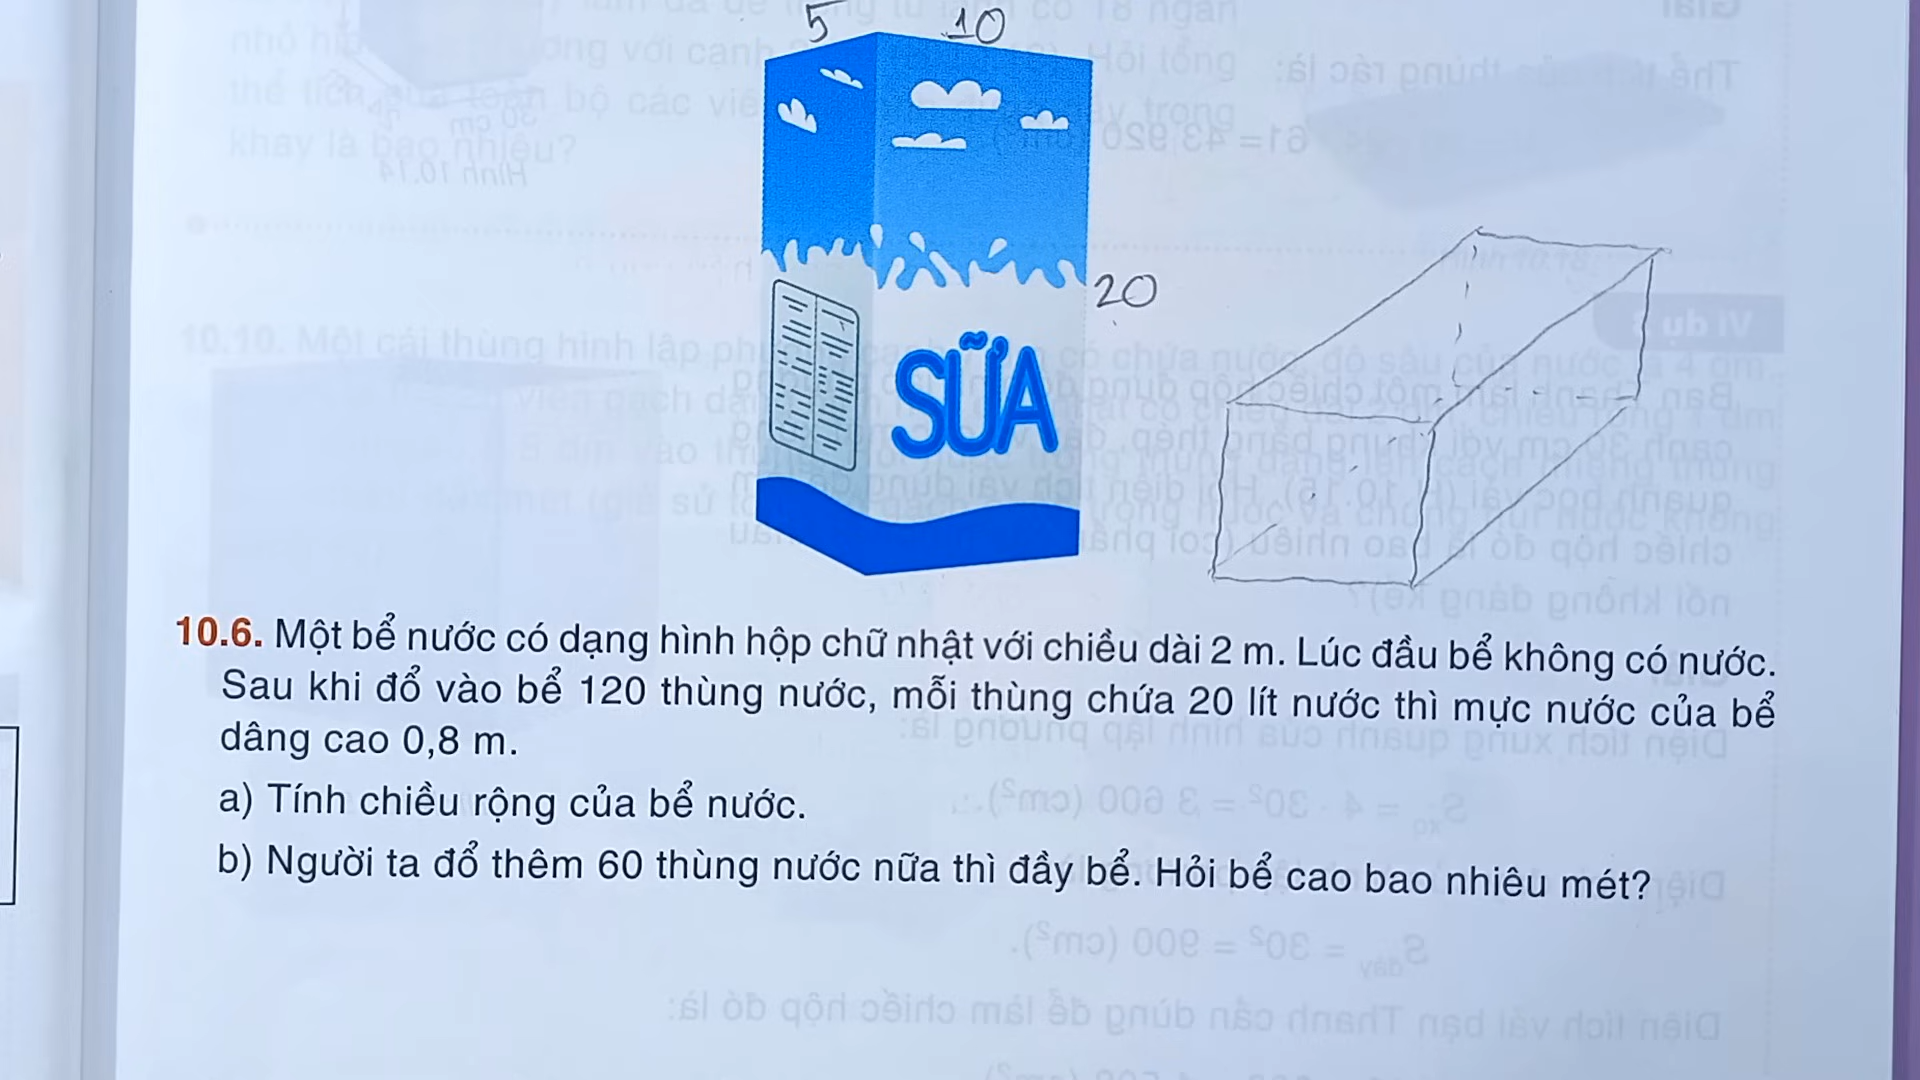 5 10
20
SỮA
10.6. Một bể nước có dạng hình hộp chữ nhật với chiều dài 2 m. Lúc đầu bể không có nước.
Sau khi đổ vào bể 120 thùng nước, mỗi thùng chứa 20 lít nước thì mực nước của bể
dâng cao 0,8 m.
a) Tính chiều rộng của bể nước.
b) Người ta đổ thêm 60 thùng nước nữa thì đầy bể. Hỏi bể cao bao nhiêu mét?